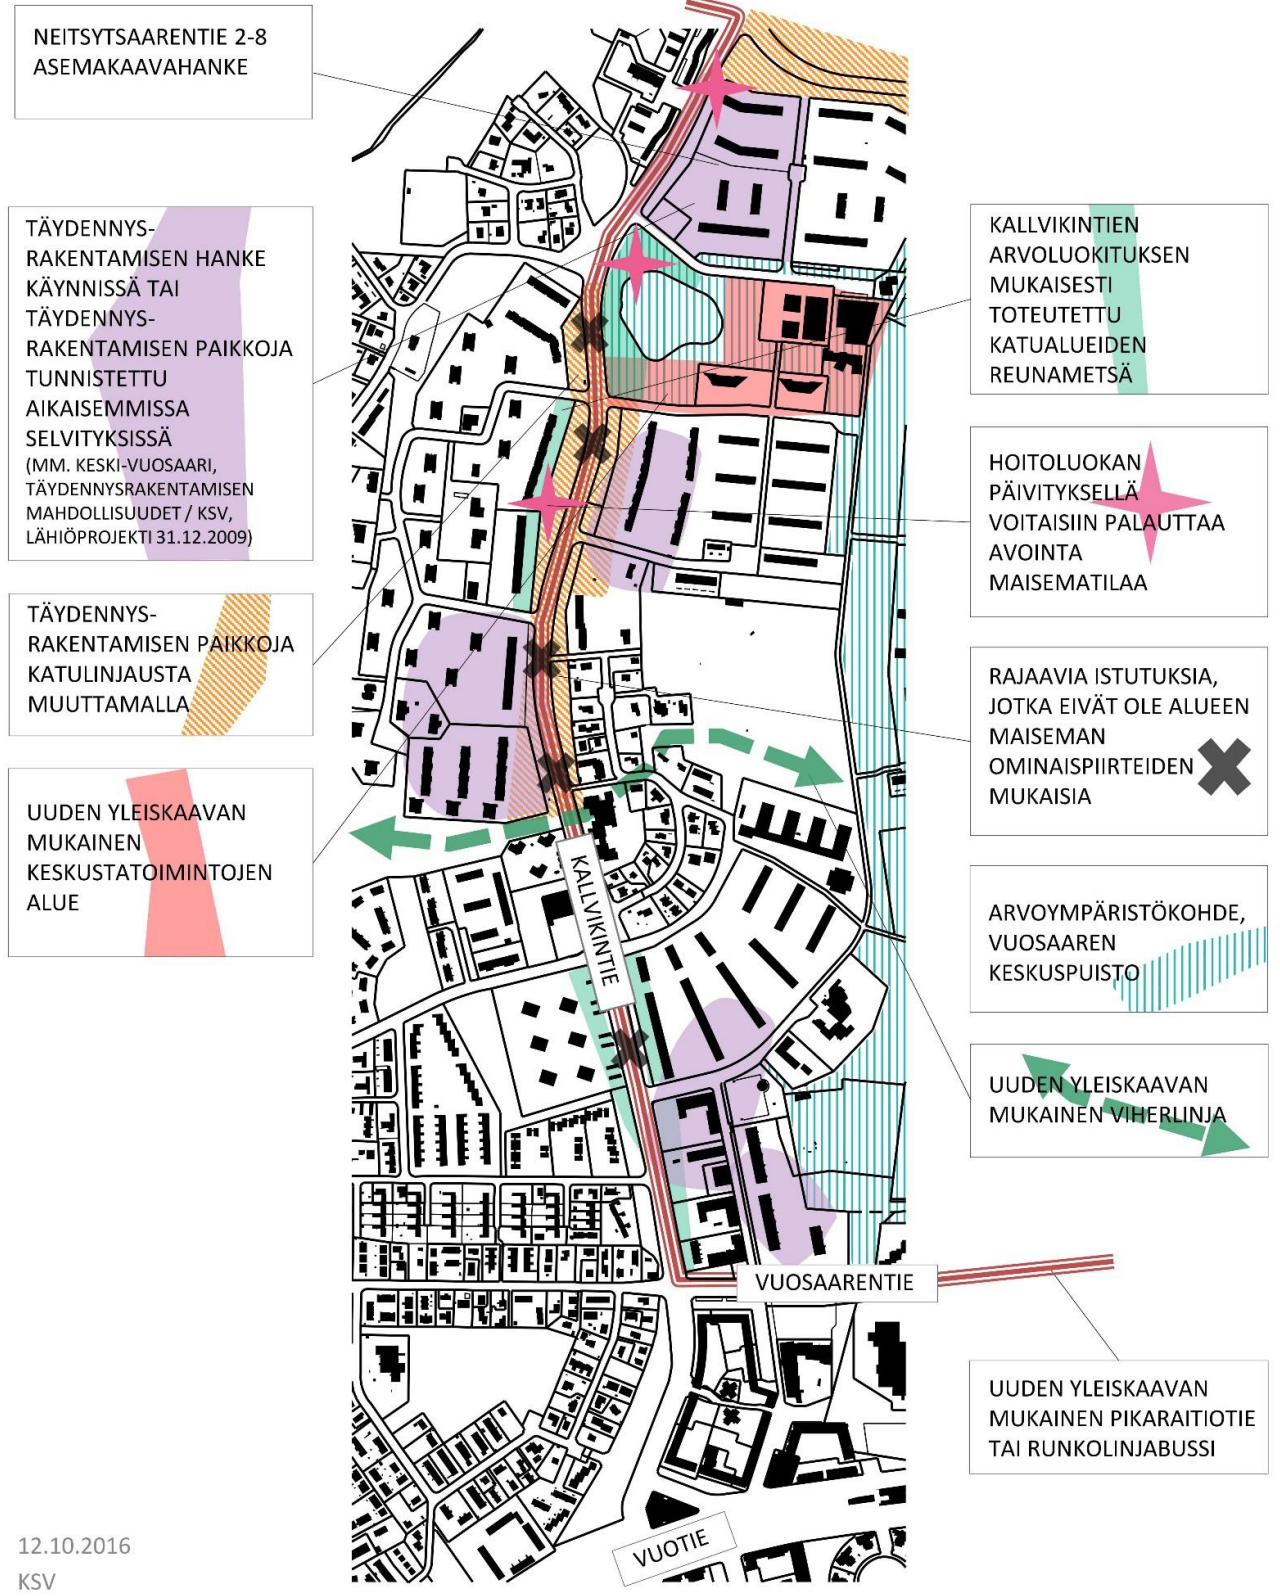 NEITSYTSAARENTIE 2-8
ASEMAKAAVAHANKE
TÄYDENNYS-
RAKENTAMISEN HANKE
KÄYNNISSÄ TAI
TÄYDENNYS-
RAKENTAMISEN PAIKKOJA
TUNNISTETTU
AIKAISEMMISSA
SELVITYKSISSÄ
(MM. KESKI-VUOSAARI,
TÄYDENNYSRAKENTAMISEN
MAHDOLLISUUDET / KSV,
LÄHIÖPROJEKTI 31.12.2009)
TÄYDENNYS-
RAKENTAMISEN PAIKKOJA
KATULINJAUSTA
MUUTTAMALLA
UUDEN YLEISKAAVAN
MUKAINEN
KESKUSTATOIMINTOJEN
ALUE
KALLVIKINTIE
VUOSAARENTIE
VUOTIE
KALLVIKINTIEN
ARVOLUOKITUKSEN
MUKAISESTI
TOTEUTETTU
KATUALUEIDEN
REUNAMETSÄ
HOITOLUOKAN
PÄIVITYKSELLÄ
VOITAISIIN PALAUTTAA
AVOINTA
MAISEMATILAA
RAJAAVIA ISTUTUKSIA,
JOTKA EIVÄT OLE ALUEEN
MAISEMAN
OMINAISPIIRTEIDEN
MUKAISIA
ARVOYMPÄRISTÖKOHDE,
VUOSAAREN
KESKUSPUISTO
UUDEN YLEISKAAVAN
MUKAINEN VIHERLINJA
UUDEN YLEISKAAVAN
MUKAINEN PIKARAITIOTIE
TAI RUNKOLINJABUSSI
12.10.2016
KSV